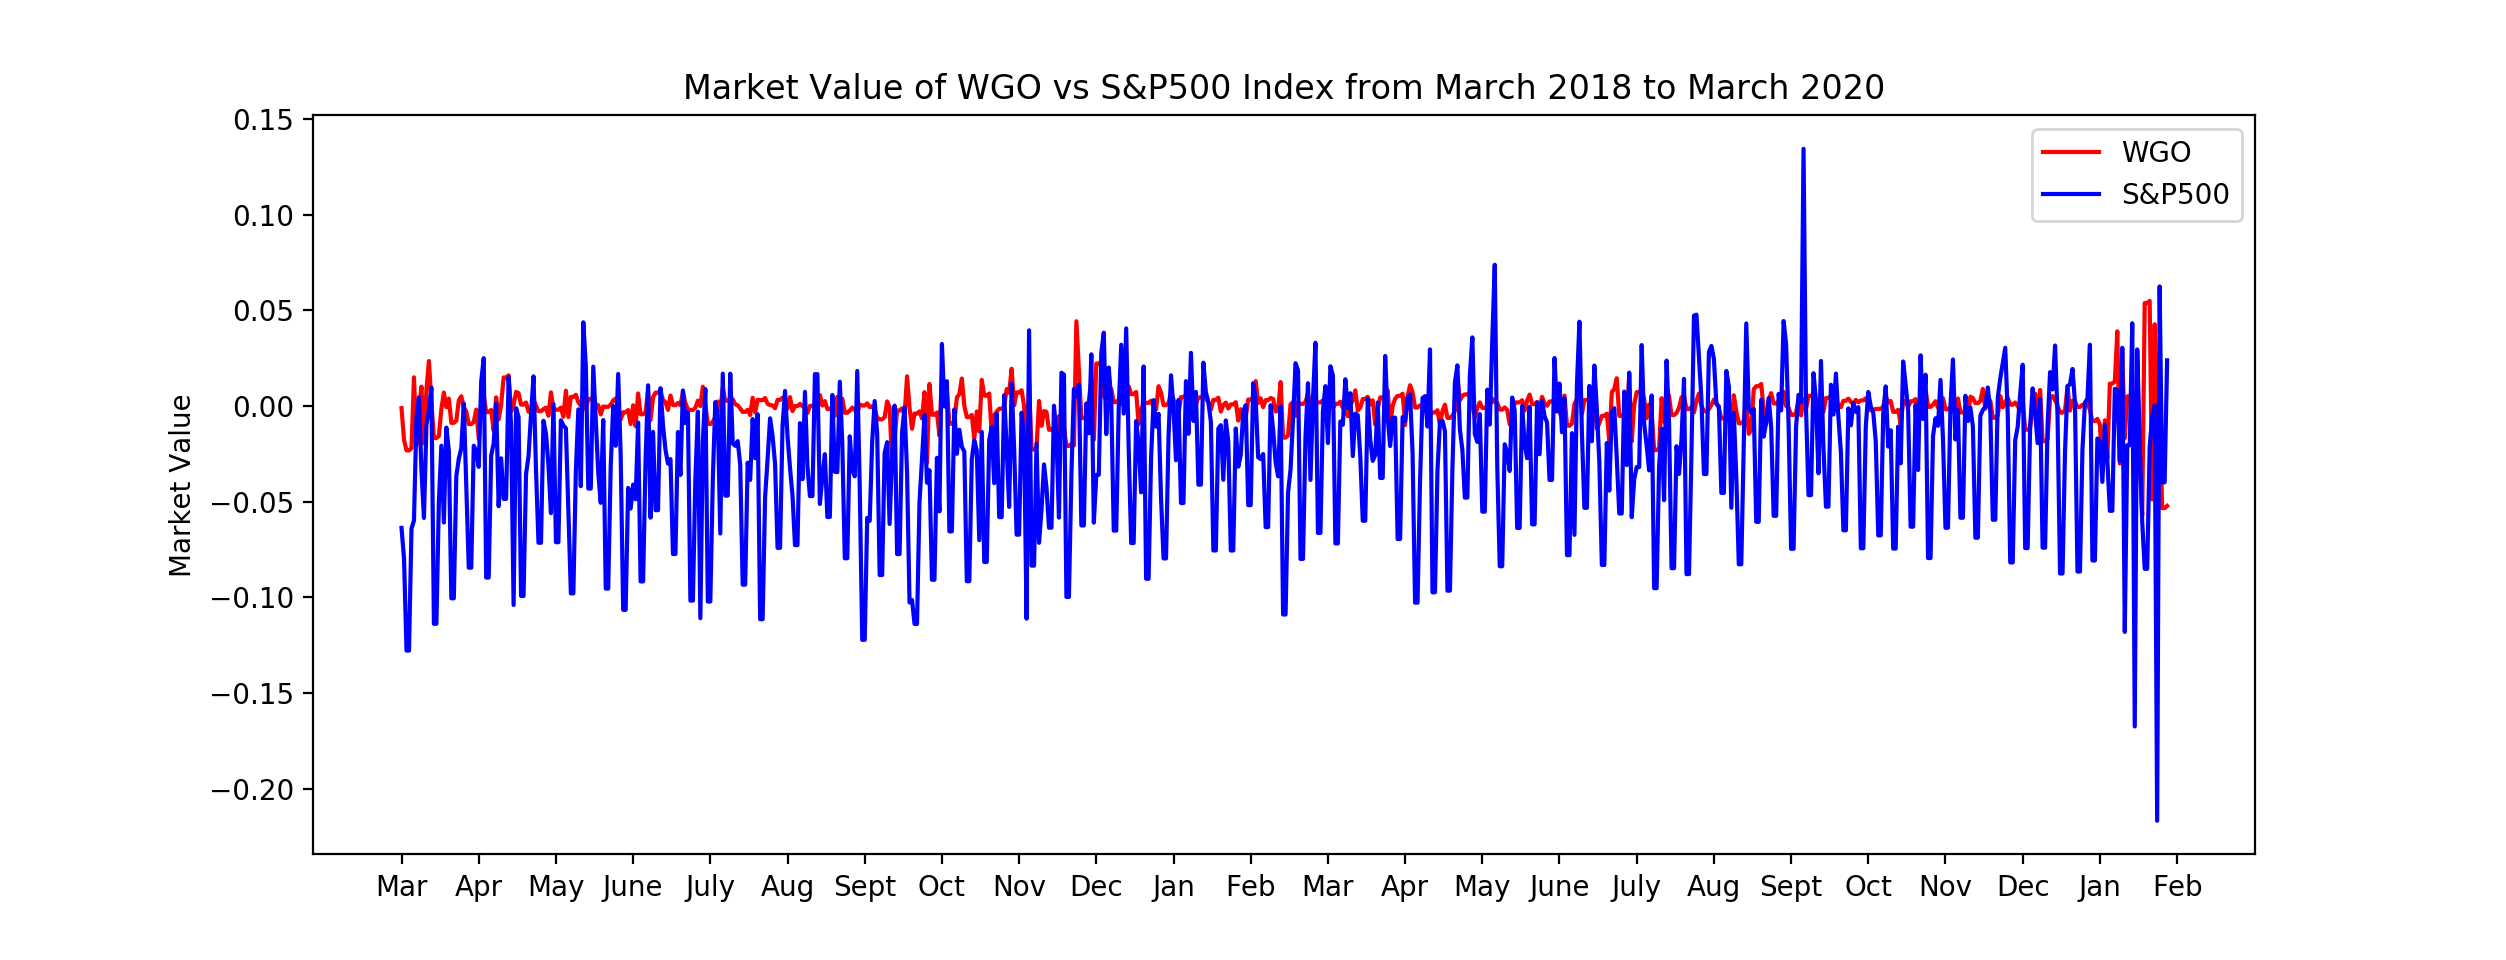 Market Value of WGO vs S&P500 Index from March 2018 to March 2020
WGO
S&P500
Market Value
0.15
0.10
0.05
0.00
−0.05
−0.10
−0.15
−0.20
Mar Apr May June July Aug Sept Oct Nov Dec Jan Feb Mar Apr May June July Aug Sept Oct Nov Dec Jan Feb